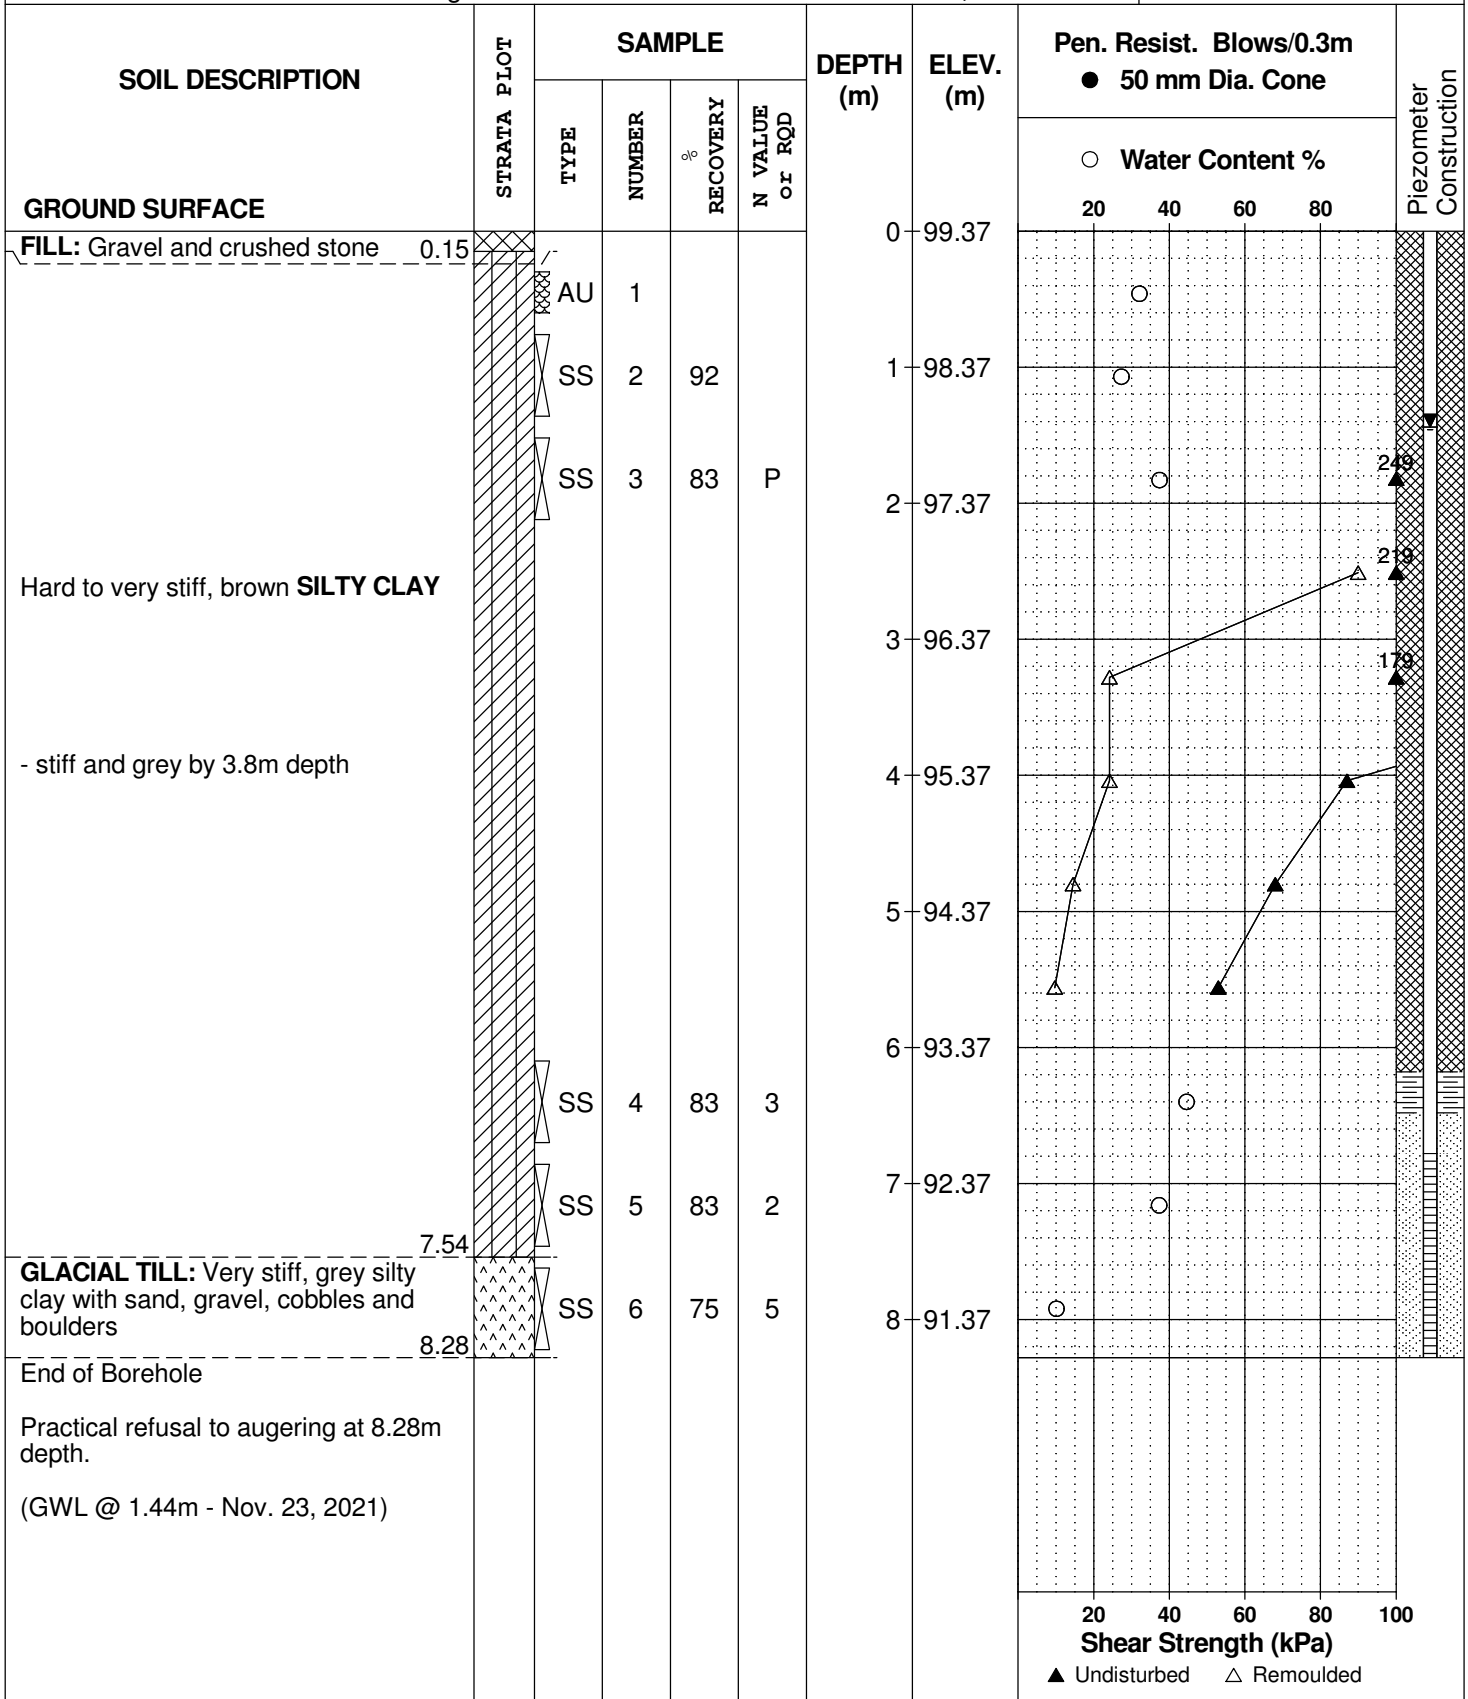 SOIL DESCRIPTION
GROUND SURFACE
STRATA PLOT
SAMPLE
TYPE
NUMBER
% RECOVERY
N VALUE
or RQD
DEPTH
(m)
ELEV.
(m)
Pen. Resist. Blows/0.3m
● 50 mm Dia. Cone
○ Water Content %
20 40 60 80
Piezometer
Construction
0 99.37
FILL: Gravel and crushed stone 0.15
AU 1
SS 2 92
1 98.37
SS 3 83 P
249
2 97.37
219
Hard to very stiff, brown SILTY CLAY
3 96.37
179
- stiff and grey by 3.8m depth
4 95.37
5 94.37
6 93.37
SS 4 83 3
7 92.37
SS 5 83 2
7.54
GLACIAL TILL: Very stiff, grey silty
clay with sand, gravel, cobbles and
boulders
SS 6 75 5
8 91.37
8.28
End of Borehole
Practical refusal to augering at 8.28m
depth.
(GWL @ 1.44m - Nov. 23, 2021)
20 40 60 80 100
Shear Strength (kPa)
▲ Undisturbed △ Remoulded